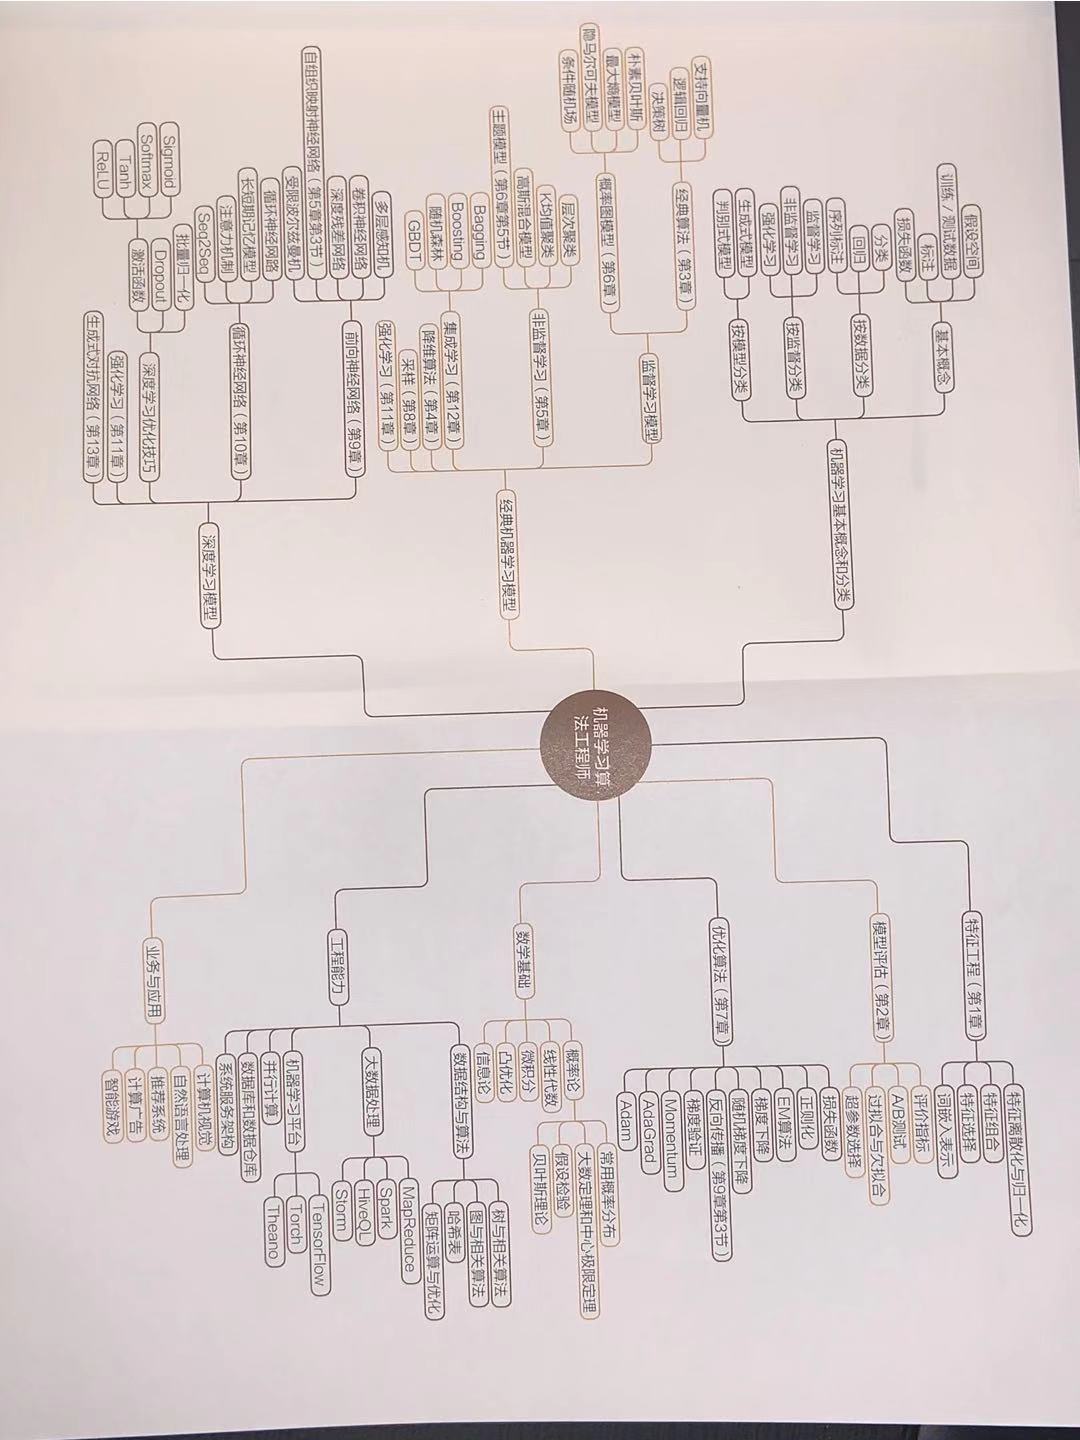 机器学习算
法工程师
机器学习基本概念和分类
基本概念
假设空间
训练/测试数据
标注
损失函数
按数据分类
分类
回归
序列标注
按监督分类
监督学习
非监督学习
强化学习
按模型分类
生成式模型
判别式模型
经典机器学习模型
监督学习模型
经典算法(第3章)
支持向量机
逻辑回归
决策树
概率图模型(第6章)
朴素贝叶斯
最大熵模型
隐马尔可夫模型
条件随机场
非监督学习(第5章)
层次聚类
K均值聚类
高斯混合模型
主题模型(第6章第5节)
集成学习(第12章)
Bagging
Boosting
随机森林
GBDT
降维算法(第4章)
采样(第8章)
强化学习(第11章)
深度学习模型
前向神经网络(第9章)
多层感知机
卷积神经网络
深度残差网络
自组织映射神经网络(第5章第3节)
受限波尔兹曼机
循环神经网络(第10章)
循环神经网路
长短期记忆模型
注意力机制
Seq2Seq
深度学习优化技巧
批量归一化
Dropout
激活函数
Sigmoid
Softmax
Tanh
ReLU
强化学习(第11章)
生成式对抗网络(第13章)
特征工程(第1章)
特征离散化与归一化
特征组合
特征选择
词嵌入表示
模型评估(第2章)
评价指标
A/B测试
过拟合与欠拟合
超参数选择
优化算法(第7章)
损失函数
正则化
EM算法
梯度下降
随机梯度下降
反向传播(第9章第3节)
梯度验证
Momentum
AdaGrad
Adam
数学基础
概率论
常用概率分布
大数定理和中心极限定理
假设检验
贝叶斯理论
线性代数
微积分
凸优化
信息论
工程能力
数据结构与算法
树与相关算法
图与相关算法
哈希表
矩阵运算与优化
大数据处理
MapReduce
Spark
HiveQL
Storm
机器学习平台
TensorFlow
Torch
Theano
并行计算
数据库和数据仓库
系统服务架构
业务与应用
计算机视觉
自然语言处理
推荐系统
计算广告
智能游戏